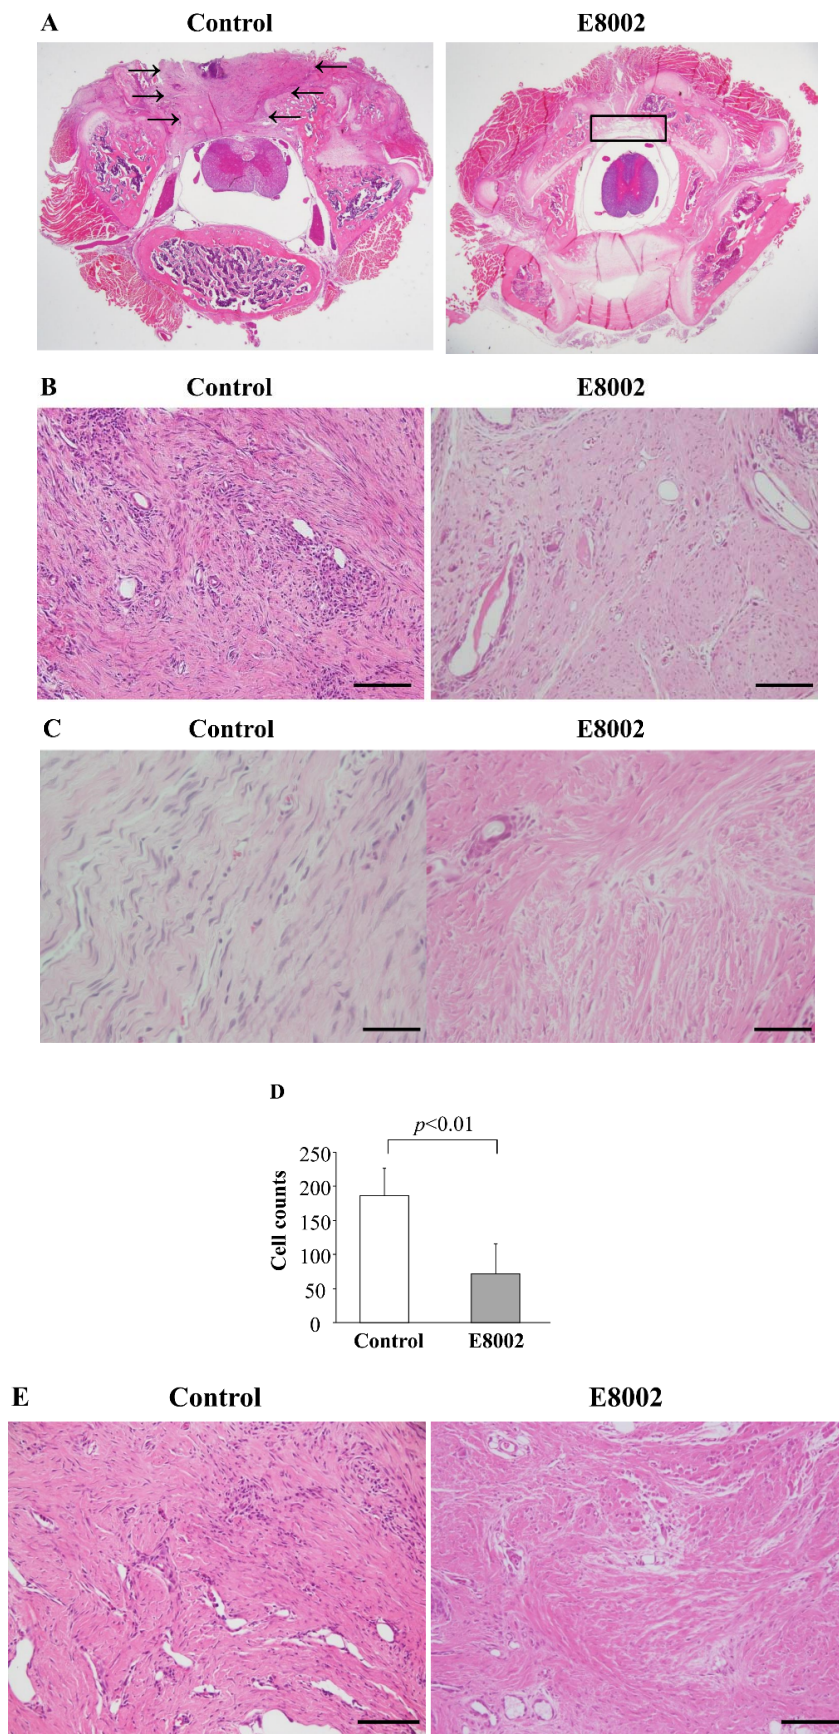 A Control E8002
B Control E8002
C Control E8002
D
p<0.01
250
200
150
100
50
0
Cell counts
Control E8002
E Control E8002